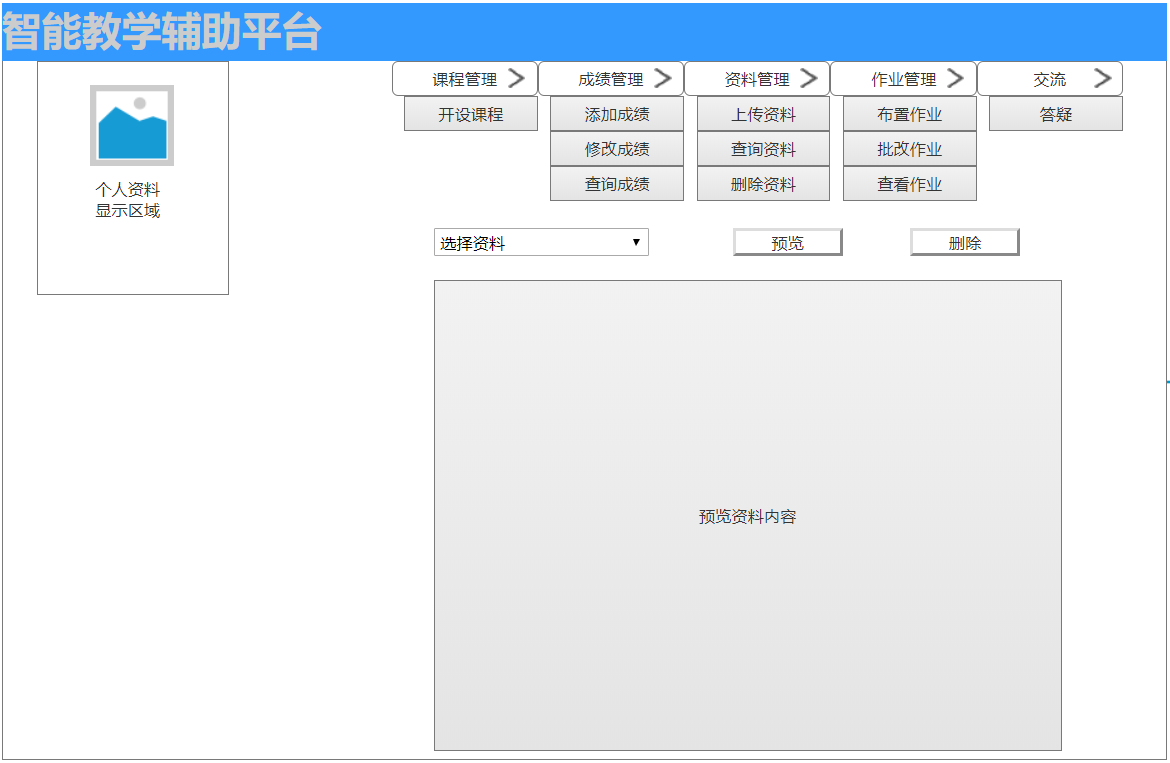 智能教学辅助平台
课程管理 成绩管理 资料管理 作业管理 交流
开设课程 添加成绩 上传资料 布置作业 答疑
修改成绩 查询资料 批改作业
查询成绩 删除资料 查看作业
个人资料
显示区域
选择资料 预览 删除
预览资料内容